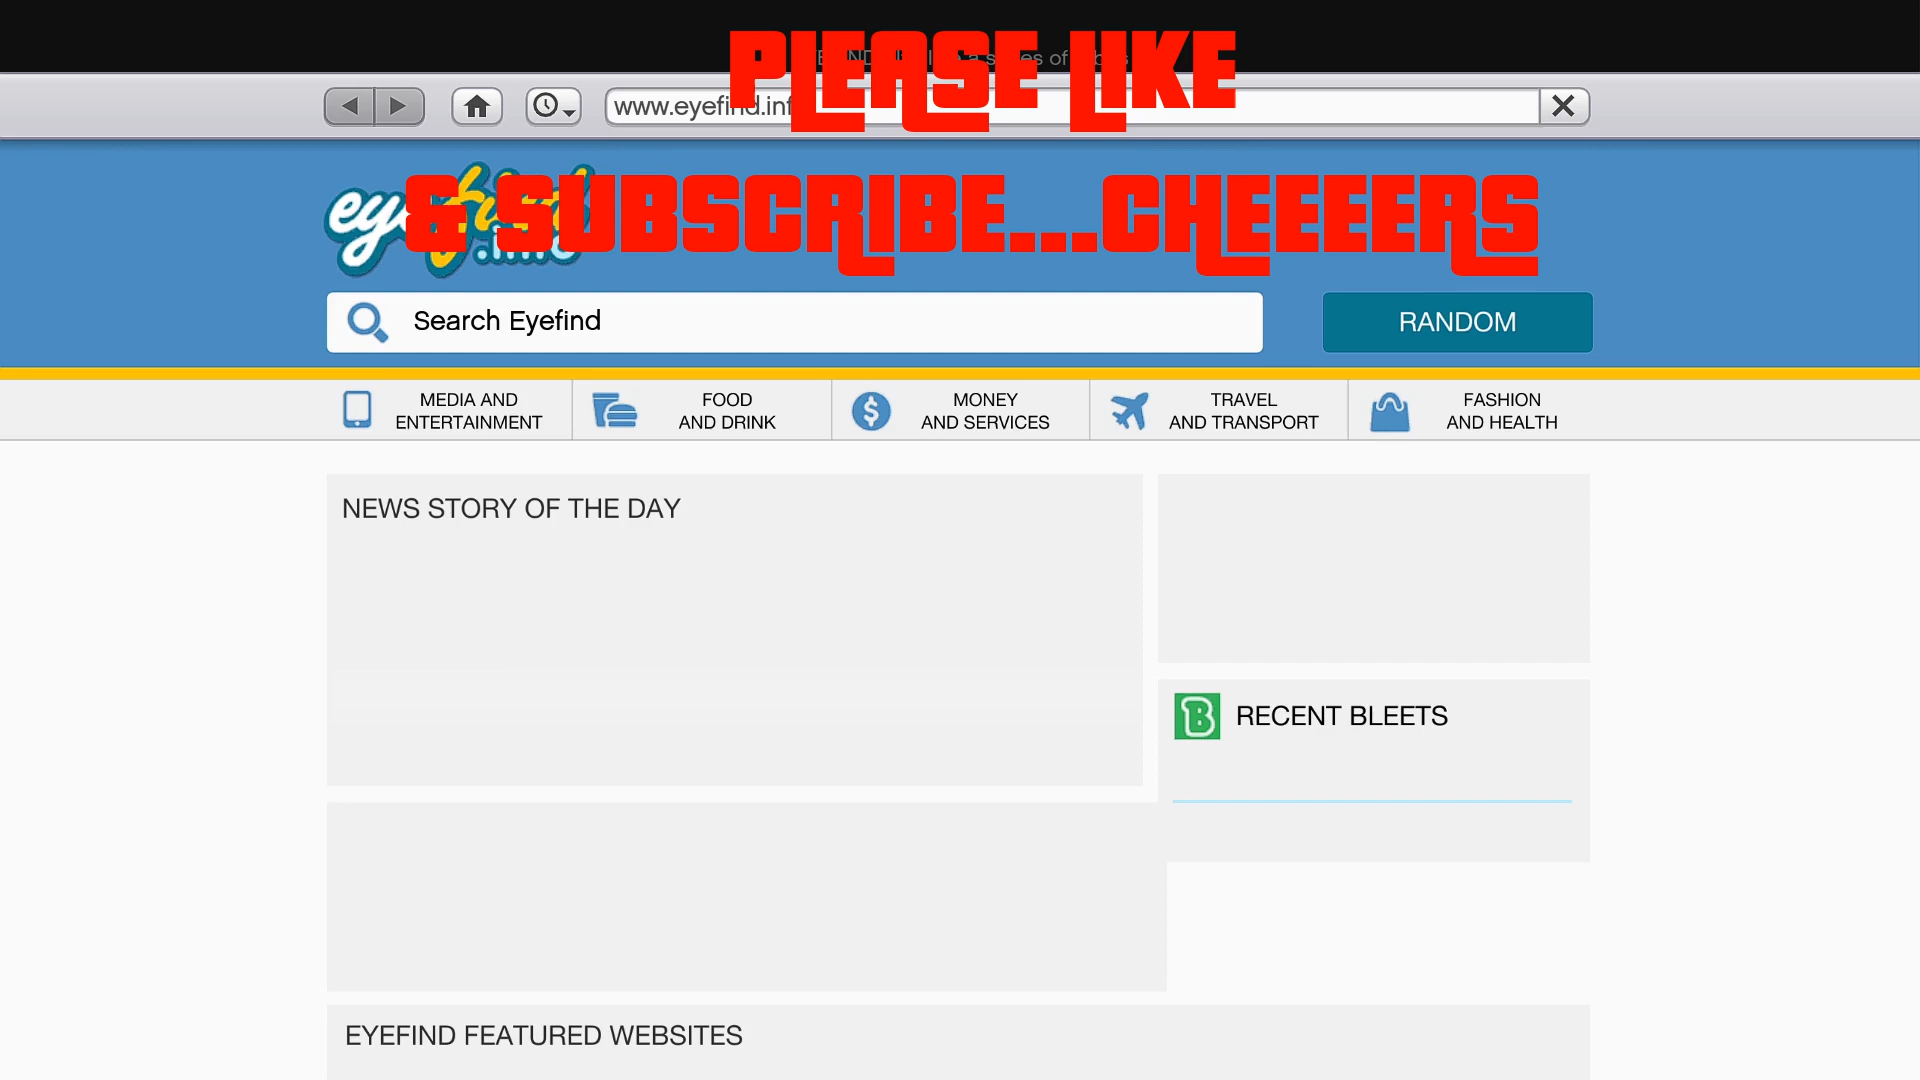 PLEASE LIKE
www.eyefind.inf
& SUBSCRIBE...CHEEEERS
Search Eyefind
RANDOM
MEDIA AND
ENTERTAINMENT
FOOD
AND DRINK
MONEY
AND SERVICES
TRAVEL
AND TRANSPORT
FASHION
AND HEALTH
NEWS STORY OF THE DAY
RECENT BLEETS
EYEFIND FEATURED WEBSITES